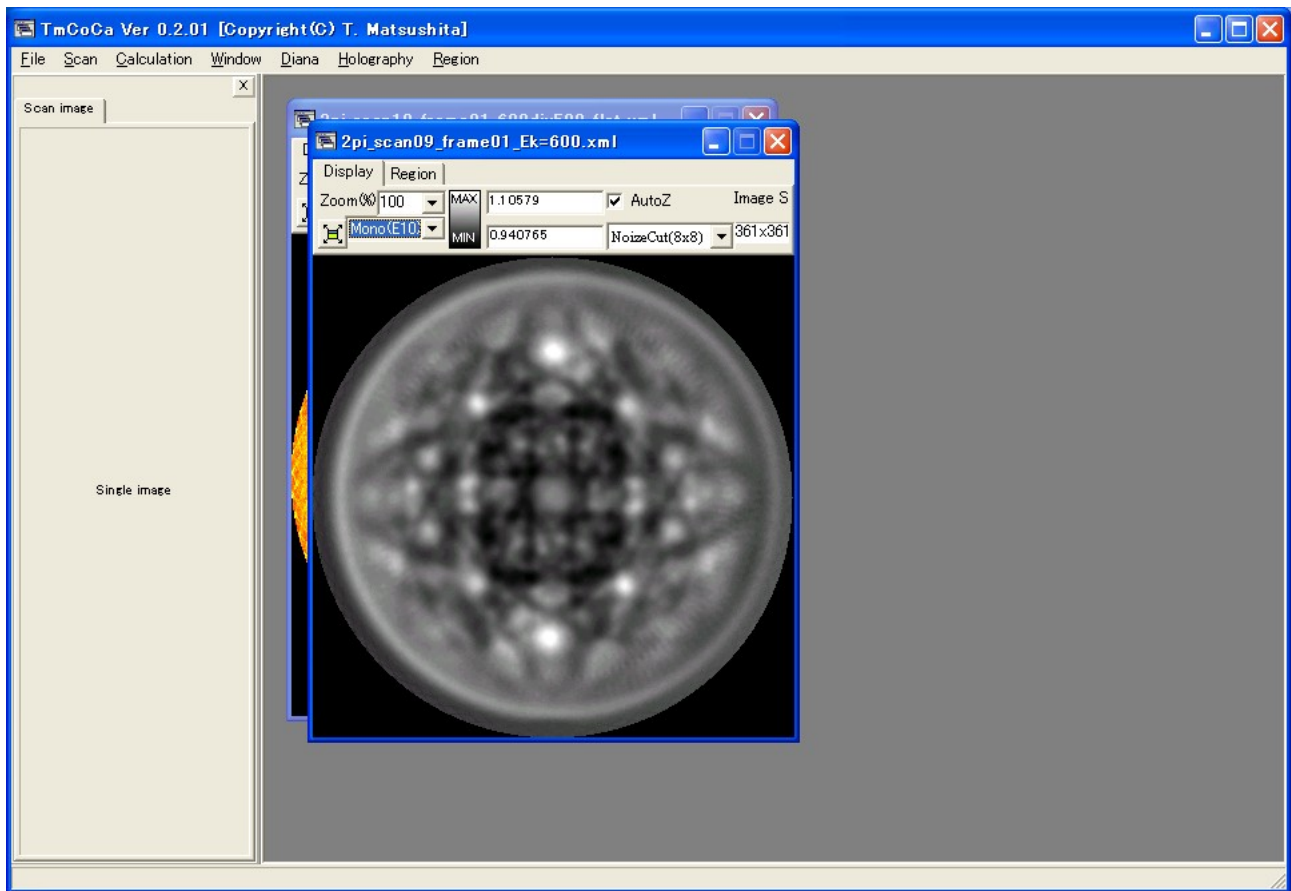 TmCoCa Ver 0.2.01 [Copyright(C) T. Matsushita]
File Scan Calculation Window Diana Holography Region
X
Scan image
Single image
2pi_scan09_frame01_Ek=600.xml
Display Region
Zoom(%) 100 MAX 1.10579 AutoZ Image S
Mono(E10) MIN 0.940765 NoizeCut(8x8) 361x361